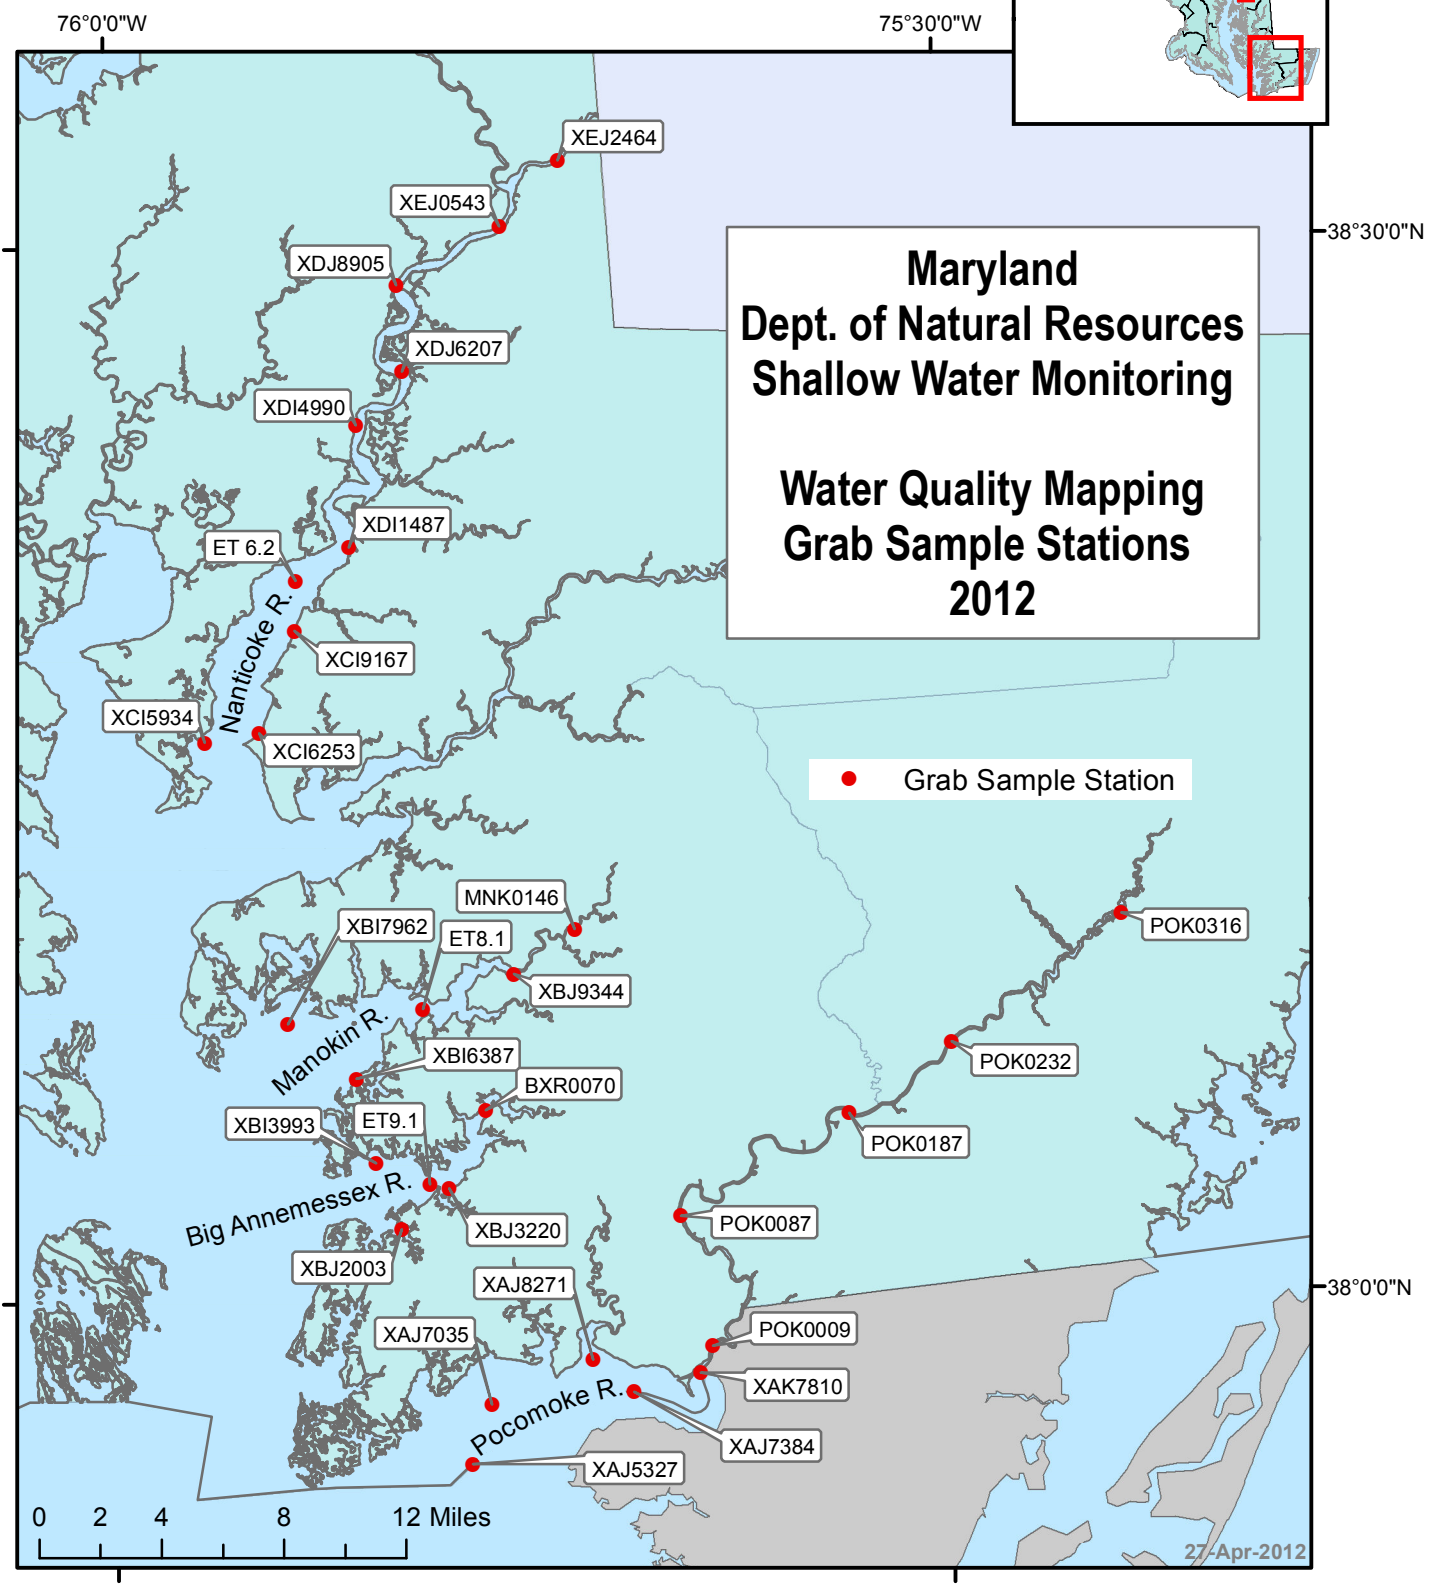 76°0'0"W
75°30'0"W
XEJ2464
XEJ0543
38°30'0"N
XDJ8905
Maryland
Dept. of Natural Resources
Shallow Water Monitoring
Water Quality Mapping
Grab Sample Stations
2012
XDJ6207
XDI4990
XDI1487
ET 6.2
Nanticoke R.
XCI9167
XCI5934
XCI6253
Grab Sample Station
MNK0146
XBI7962
ET8.1
POK0316
XBJ9344
Manokin R.
XBI6387
POK0232
BXR0070
XBI3993
ET9.1
POK0187
Big Annemessex R.
POK0087
XBJ3220
XBJ2003
XAJ8271
38°0'0"N
XAJ7035
POK0009
XAK7810
Pocomoke R.
XAJ7384
XAJ5327
0 2 4 8 12 Miles
27-Apr-2012